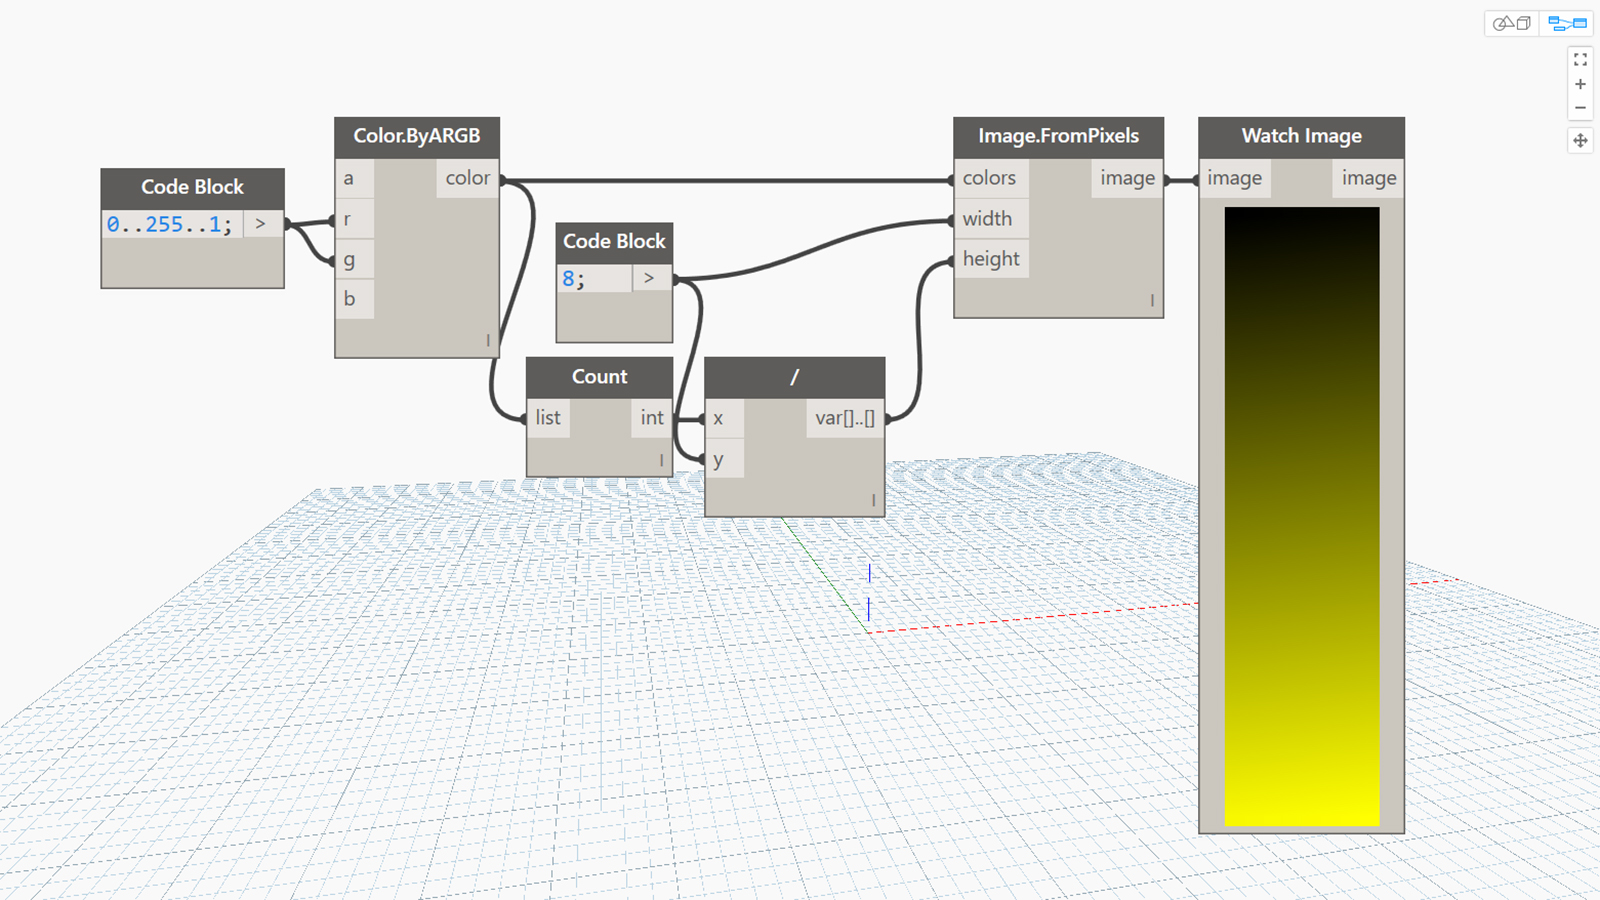 Code Block
0..255..1;
>
Color.ByARGB
a
color
r
g
b
l
Code Block
8;
>
Count
list
int
l
/
x
var[]..[]
y
l
Image.FromPixels
colors
image
width
height
l
Watch Image
image
image